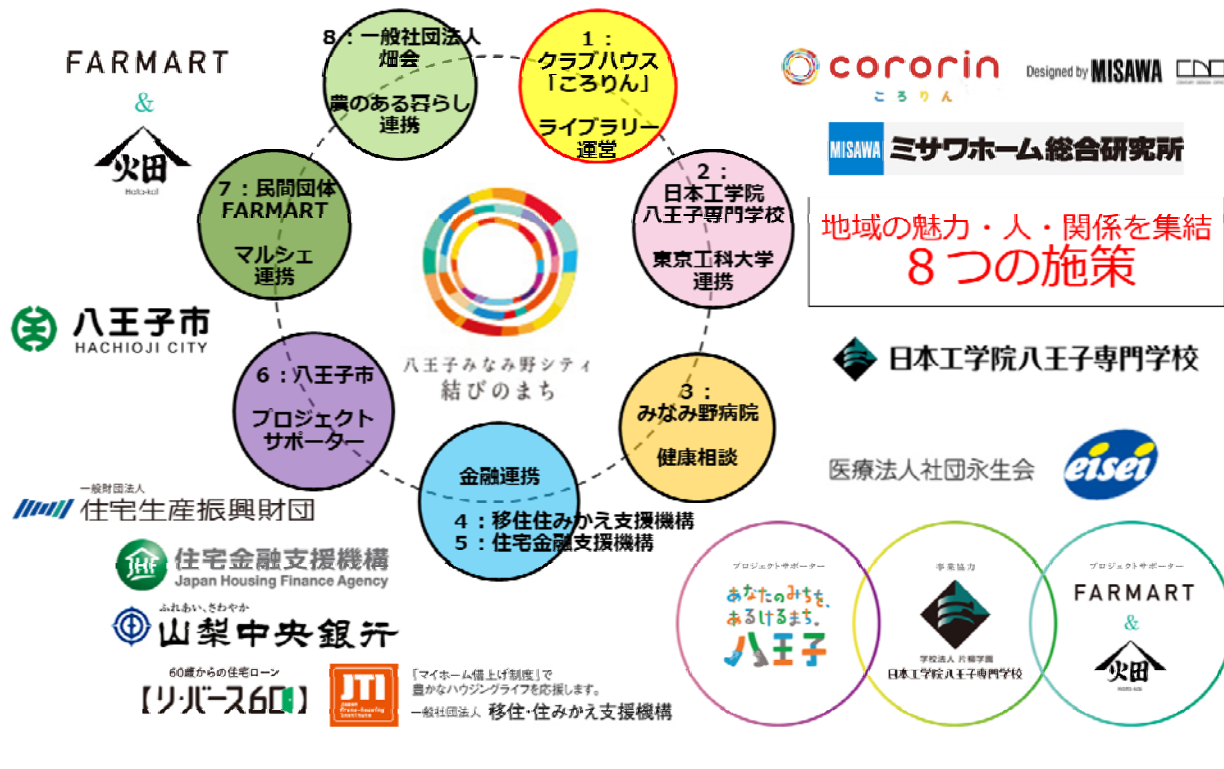 FARMART
&
火田
Hata-kai
8：一般社団法人
畑会
農のある暮らし
連携
1：
クラブハウス
「ころりん」
ライブラリー
運営
cororin
ころりん
Designed by MISAWA
MISAWA ミサワホーム総合研究所
7：民間団体
FARMART
マルシェ
連携
2：
日本工学院
八王子専門学校
東京工科大学
連携
地域の魅力・人・関係を集結
８つの施策
八王子市
HACHIOJI CITY
八王子みなみ野シティ
結びのまち
日本工学院八王子専門学校
6：八王子市
プロジェクト
サポーター
3：
みなみ野病院
健康相談
金融連携
4：移住住みかえ支援機構
5：住宅金融支援機構
医療法人社団永生会
eisei
一般財団法人
住宅生産振興財団
JHF
住宅金融支援機構
Japan Housing Finance Agency
ふれあい、さわやか
山梨中央銀行
60歳からの住宅ローン
【リ・バース60】
JTI
Japan
Trans-housing
Institute
「マイホーム借上げ制度」で
豊かなハウジングライフを応援します。
一般社団法人 移住・住みかえ支援機構
プロジェクトサポーター
あなたのみちを、
あるけるまち。
八王子
事業協力
学校法人 片柳学園
日本工学院八王子専門学校
プロジェクトサポーター
FARMART
&
火田
Hata-kai